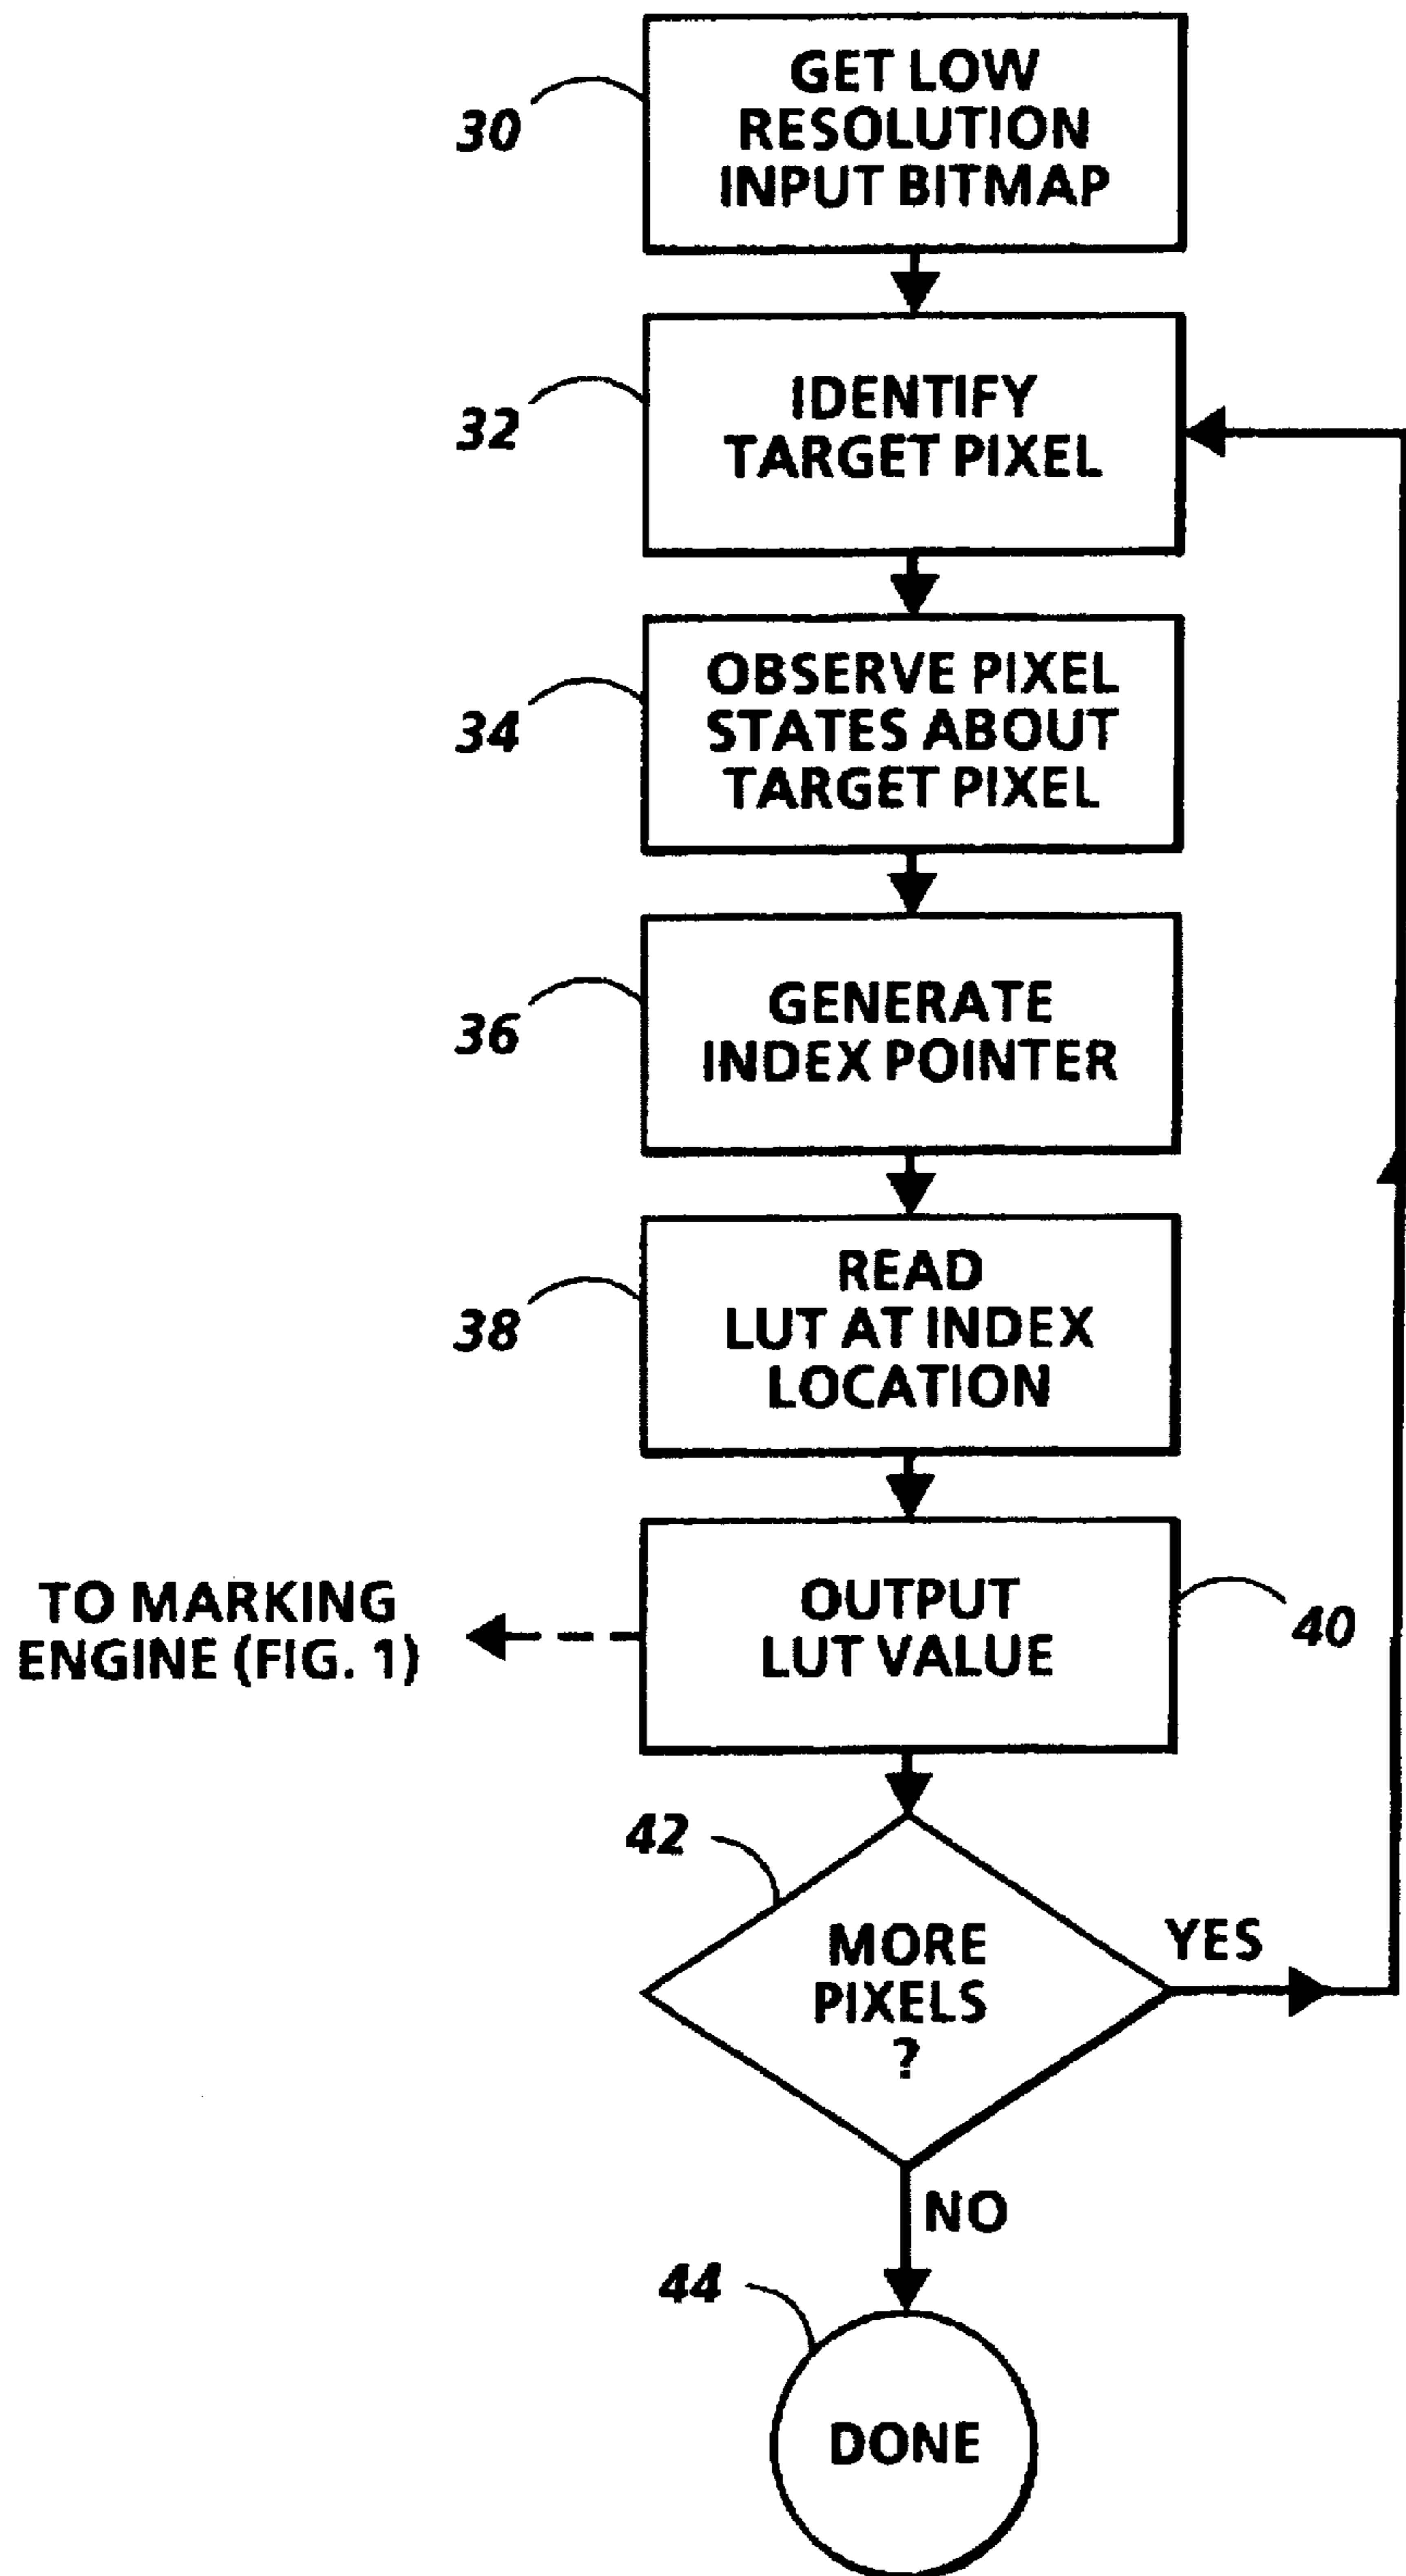 GET LOW
RESOLUTION
INPUT BITMAP
30
IDENTIFY
TARGET PIXEL
32
OBSERVE PIXEL
STATES ABOUT
TARGET PIXEL
34
GENERATE
INDEX POINTER
36
READ
LUT AT INDEX
LOCATION
38
OUTPUT
LUT VALUE
40
TO MARKING
ENGINE (FIG. 1)
42
MORE
PIXELS
?
YES
NO
44
DONE